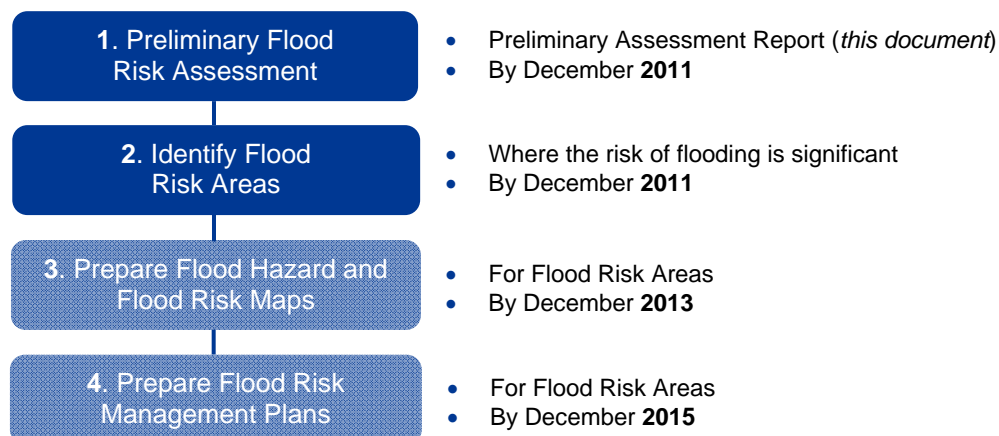 1. Preliminary Flood
Risk Assessment
• Preliminary Assessment Report (this document)
• By December 2011
2. Identify Flood
Risk Areas
• Where the risk of flooding is significant
• By December 2011
3. Prepare Flood Hazard and
Flood Risk Maps
• For Flood Risk Areas
• By December 2013
4. Prepare Flood Risk
Management Plans
• For Flood Risk Areas
• By December 2015